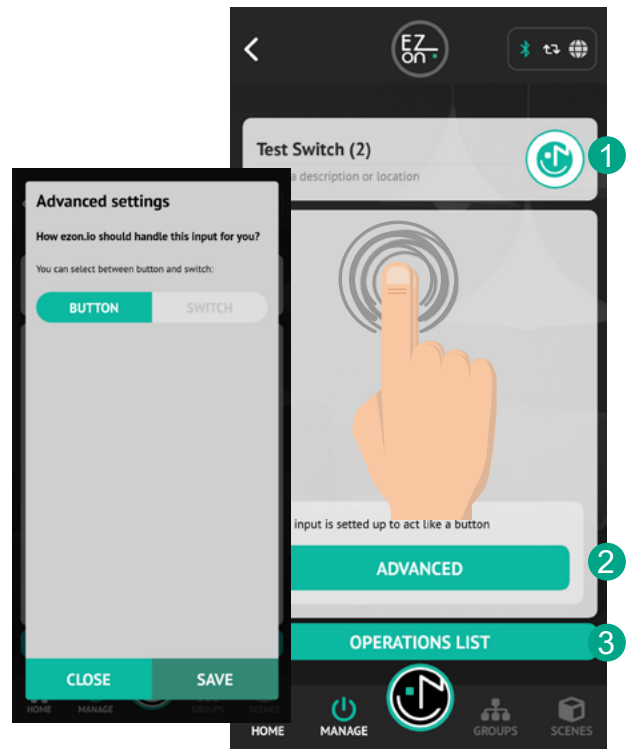 EZ
on
Test Switch (2)
a description or location
1
Advanced settings
How ezon.io should handle this input for you?
You can select between button and switch:
BUTTON
SWITCH
input is setted up to act like a button
ADVANCED
2
OPERATIONS LIST
3
CLOSE
SAVE
HOME
MANAGE
GROUPS
SCENES
HOME
MANAGE
GROUPS
SCENES